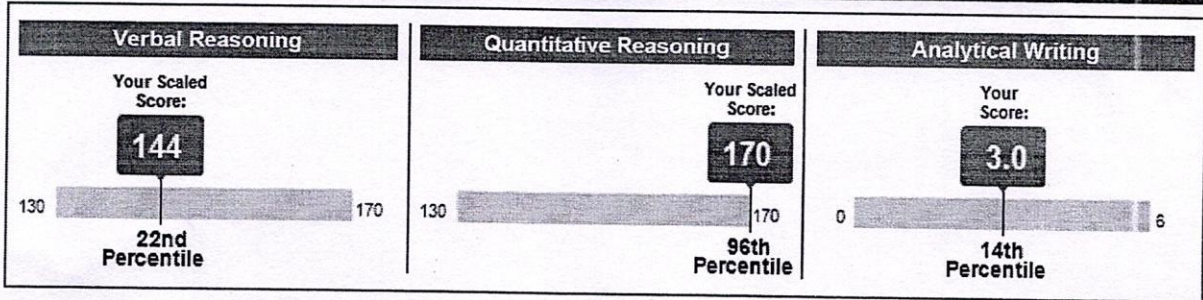 Verbal Reasoning
Your Scaled
Score:
144
130
170
22nd
Percentile
Quantitative Reasoning
Your Scaled
Score:
170
130
170
96th
Percentile
Analytical Writing
Your
Score:
3.0
0
6
14th
Percentile